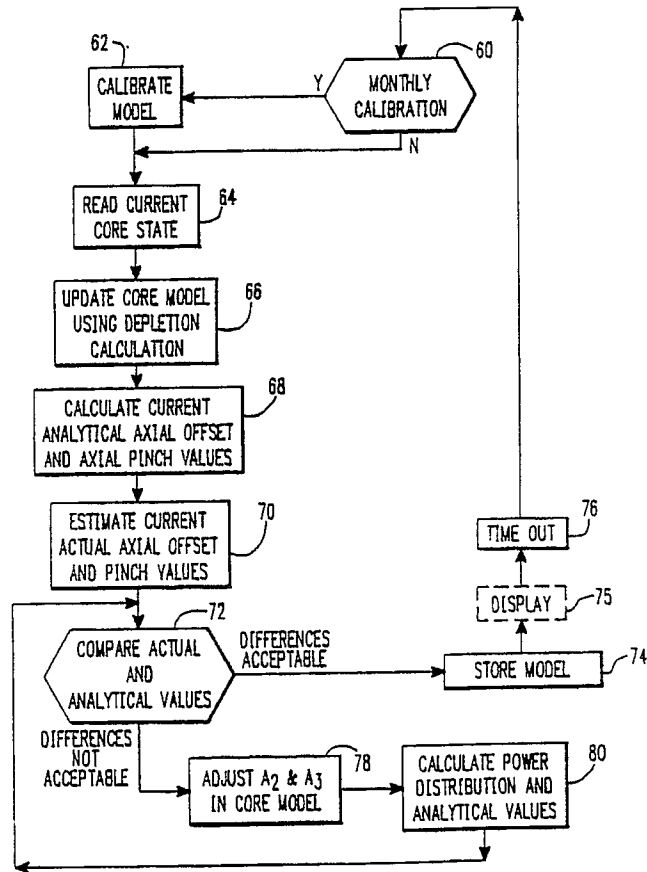 62
CALIBRATE
MODEL
Y
MONTHLY
CALIBRATION
60
N
READ CURRENT
CORE STATE
64
UPDATE CORE MODEL
USING DEPLETION
CALCULATION
66
CALCULATE CURRENT
ANALYTICAL AXIAL OFFSET
AND AXIAL PINCH VALUES
68
ESTIMATE CURRENT
ACTUAL AXIAL OFFSET
AND PINCH VALUES
70
COMPARE ACTUAL
AND
ANALYTICAL VALUES
72
DIFFERENCES
ACCEPTABLE
STORE MODEL
74
DISPLAY
75
TIME OUT
76
DIFFERENCES
NOT
ACCEPTABLE
ADJUST A2 & A3
IN CORE MODEL
78
CALCULATE POWER
DISTRIBUTION AND
ANALYTICAL VALUES
80